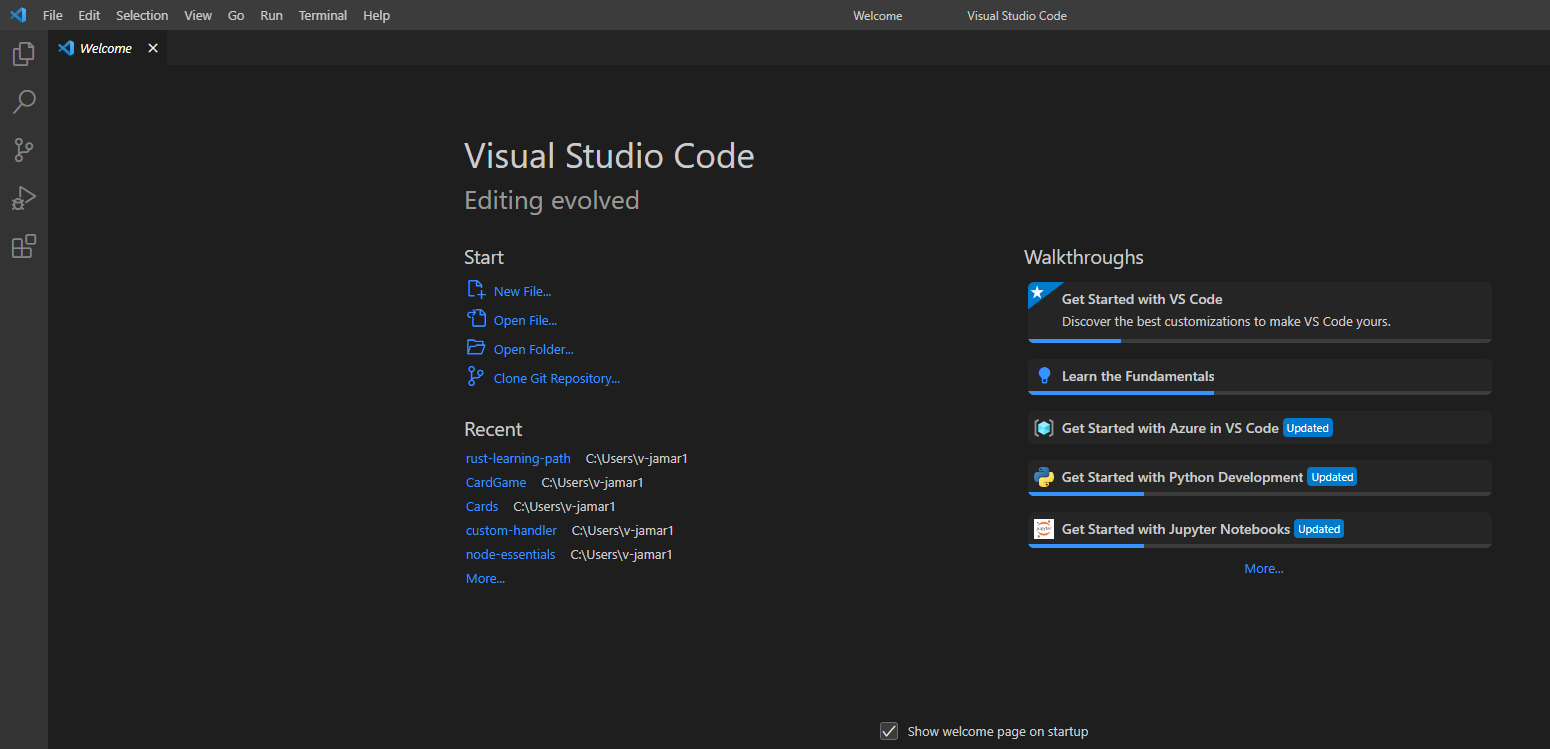 File Edit Selection View Go Run Terminal Help Welcome Visual Studio Code
Welcome
Visual Studio Code
Editing evolved
Start
New File...
Open File...
Open Folder...
Clone Git Repository...
Recent
rust-learning-path C:\Users\v-jamar1
CardGame C:\Users\v-jamar1
Cards C:\Users\v-jamar1
custom-handler C:\Users\v-jamar1
node-essentials C:\Users\v-jamar1
More...
Walkthroughs
Get Started with VS Code
Discover the best customizations to make VS Code yours.
Learn the Fundamentals
Get Started with Azure in VS Code Updated
Get Started with Python Development Updated
jupyter
Get Started with Jupyter Notebooks Updated
More...
Show welcome page on startup